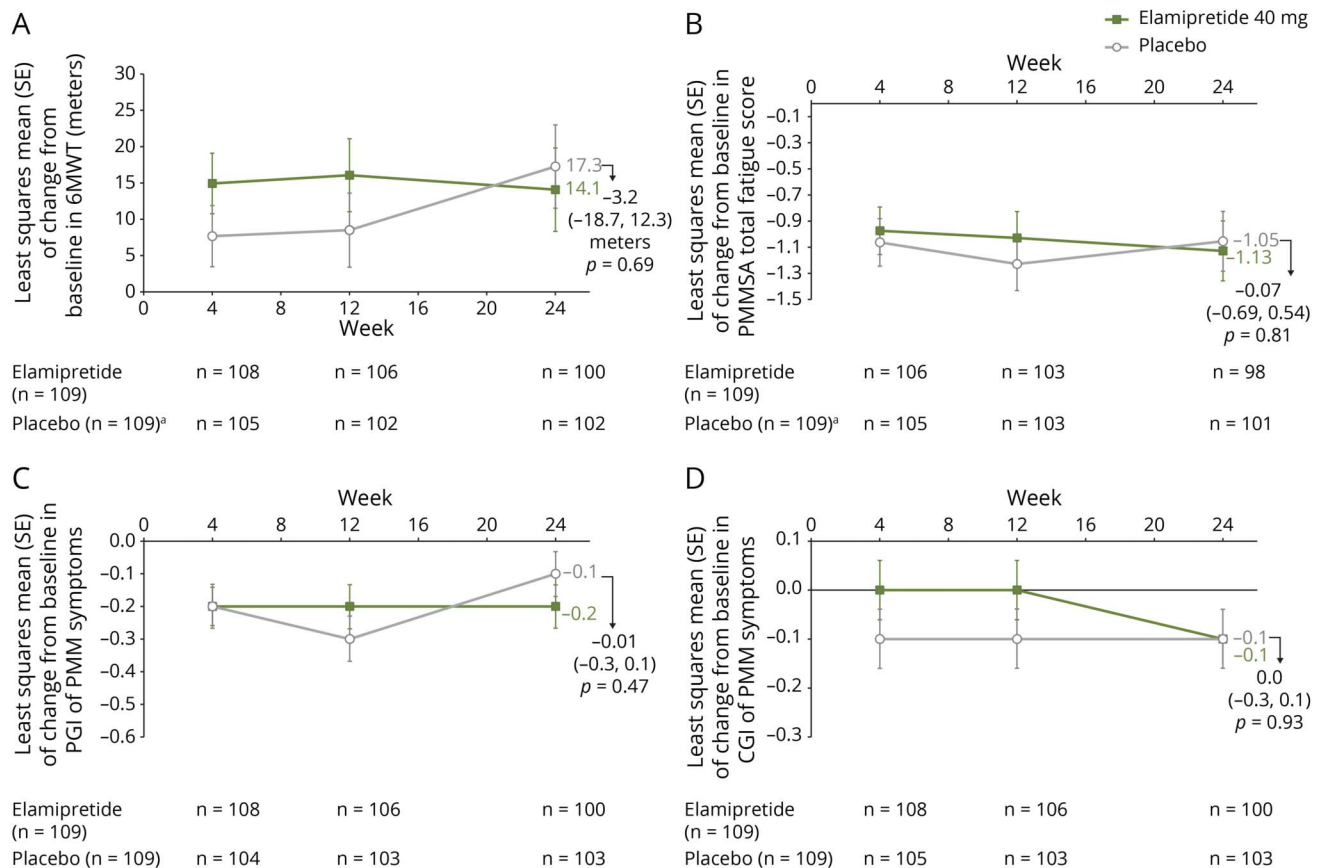 Elamipretide 40 mg
Placebo
A
Least squares mean (SE)
of change from
baseline in 6MWT (meters)
30
25
20
15
10
5
0
0 4 8 12 16 20 24
Week
17.3
14.1
–3.2
(–18.7, 12.3)
meters
p = 0.69
Elamipretide n = 108 n = 106 n = 100
(n = 109)
Placebo (n = 109)ᵃ n = 105 n = 102 n = 102
B
Week
0 4 8 12 16 20 24
Least squares mean (SE)
of change from baseline in
PMMSA total fatigue score
–0.1
–0.3
–0.5
–0.7
–0.9
–1.1
–1.3
–1.5
–1.05
–1.13
–0.07
(–0.69, 0.54)
p = 0.81
Elamipretide n = 106 n = 103 n = 98
(n = 109)
Placebo (n = 109)ᵃ n = 105 n = 103 n = 101
C
Week
0 4 8 12 16 20 24
Least squares mean (SE)
of change from baseline in
PGI of PMM symptoms
0.0
–0.1
–0.2
–0.3
–0.4
–0.5
–0.6
–0.1
–0.2
–0.01
(–0.3, 0.1)
p = 0.47
Elamipretide n = 108 n = 106 n = 100
(n = 109)
Placebo (n = 109) n = 104 n = 103 n = 103
D
Week
0 4 8 12 16 20 24
Least squares mean (SE)
of change from baseline in
CGI of PMM symptoms
0.1
0.0
–0.1
–0.2
–0.3
–0.1
–0.1
0.0
(–0.3, 0.1)
p = 0.93
Elamipretide n = 108 n = 106 n = 100
(n = 109)
Placebo (n = 109) n = 105 n = 103 n = 103